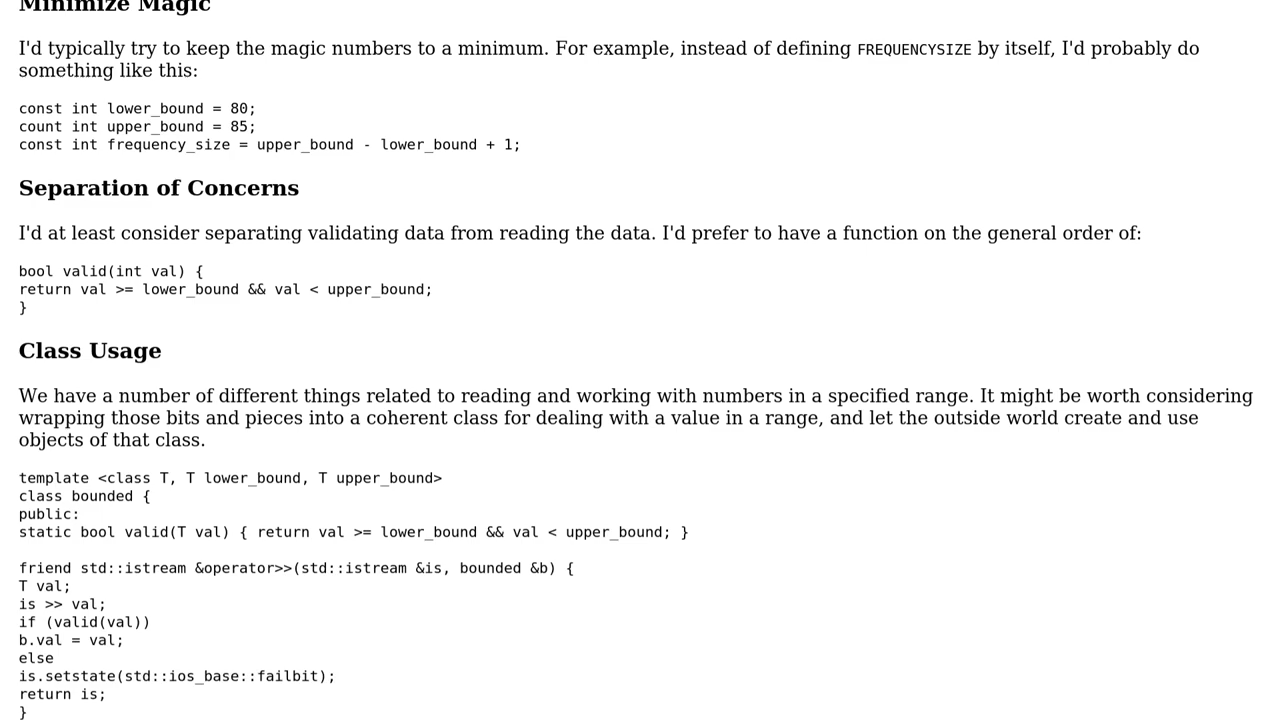 Minimize Magic
I'd typically try to keep the magic numbers to a minimum. For example, instead of defining FREQUENCYSIZE by itself, I'd probably do
something like this:
const int lower_bound = 80;
count int upper_bound = 85;
const int frequency_size = upper_bound - lower_bound + 1;
Separation of Concerns
I'd at least consider separating validating data from reading the data. I'd prefer to have a function on the general order of:
bool valid(int val) {
return val >= lower_bound && val < upper_bound;
}
Class Usage
We have a number of different things related to reading and working with numbers in a specified range. It might be worth considering
wrapping those bits and pieces into a coherent class for dealing with a value in a range, and let the outside world create and use
objects of that class.
template <class T, T lower_bound, T upper_bound>
class bounded {
public:
static bool valid(T val) { return val >= lower_bound && val < upper_bound; }
friend std::istream &operator>>(std::istream &is, bounded &b) {
T val;
is >> val;
if (valid(val))
b.val = val;
else
is.setstate(std::ios_base::failbit);
return is;
}